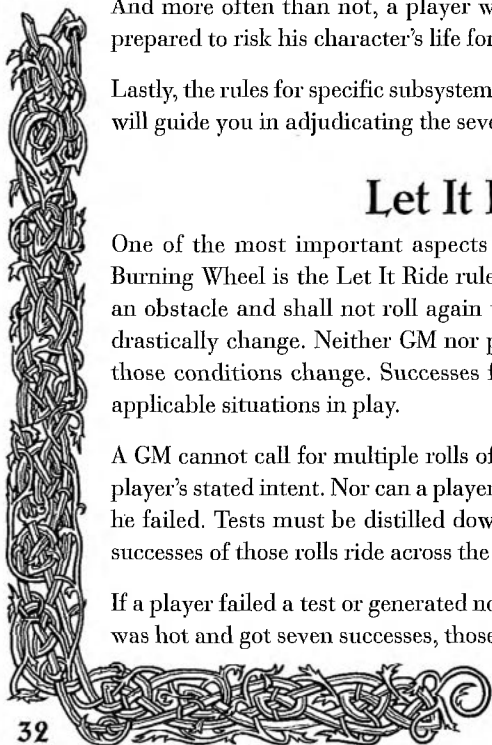 And more often than not, a player w
prepared to risk his character's life for
Lastly, the rules for specific subsystem
will guide you in adjudicating the seve
Let It
One of the most important aspects
Burning Wheel is the Let It Ride rule
an obstacle and shall not roll again
drastically change. Neither GM nor p
those conditions change. Successes f
applicable situations in play.
A GM cannot call for multiple rolls of
player's stated intent. Nor can a player
he failed. Tests must be distilled dow
successes of those rolls ride across the
If a player failed a test or generated no
was hot and got seven successes, those
32